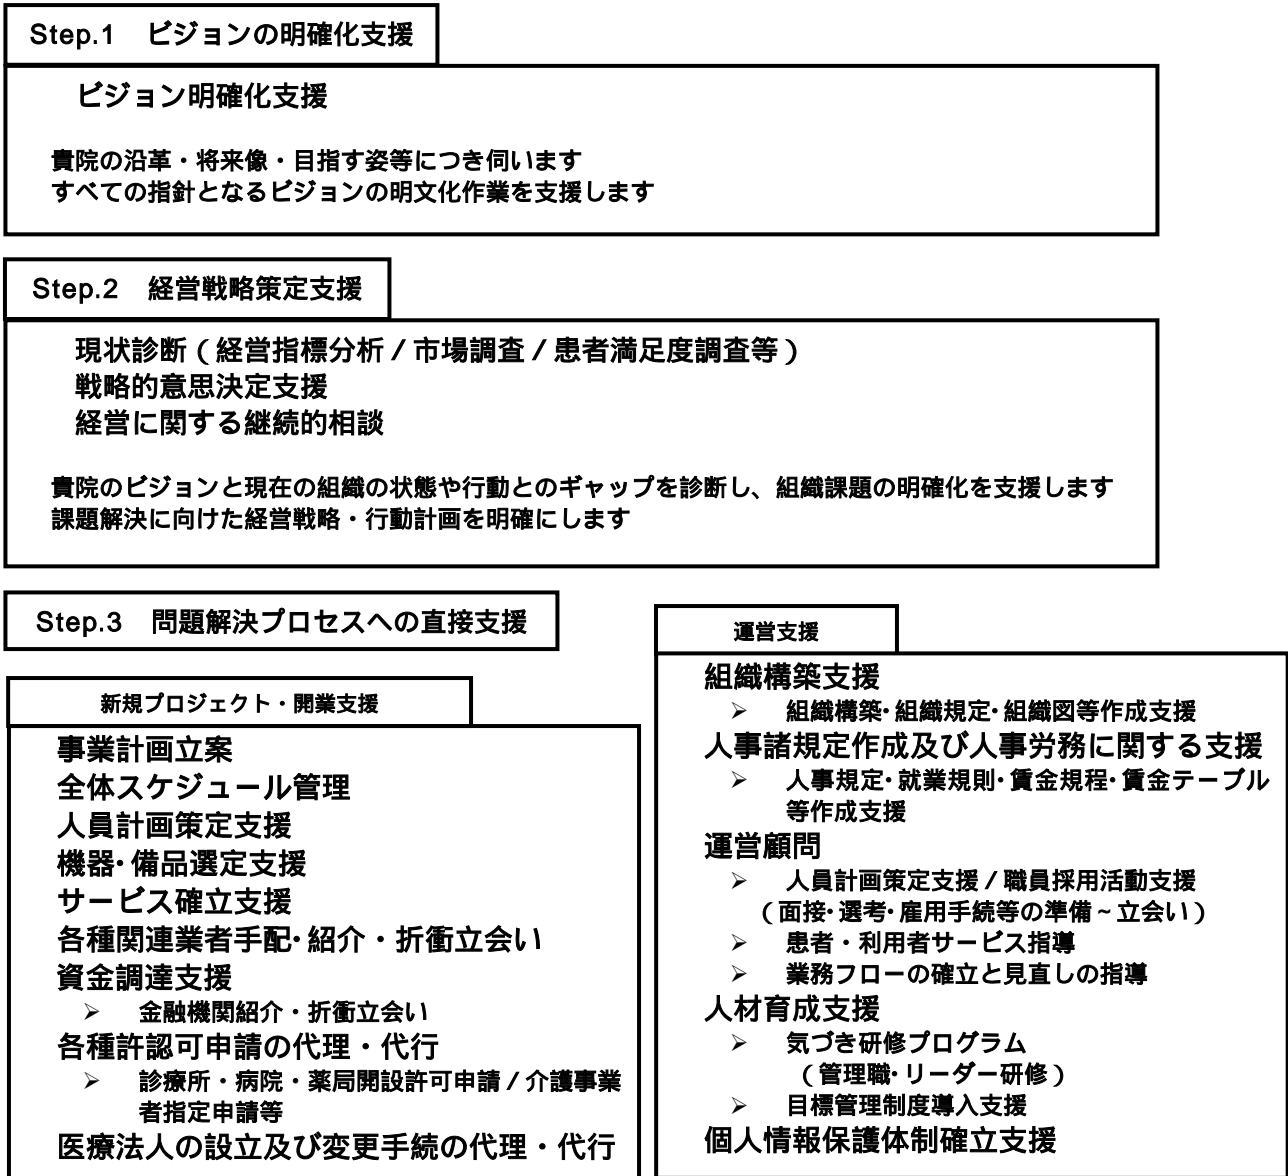 Step.1　ビジョンの明確化支援
ビジョン明確化支援
貴院の沿革・将来像・目指す姿等につき伺います
すべての指針となるビジョンの明文化作業を支援します
Step.2　経営戦略策定支援
現状診断（経営指標分析／市場調査／患者満足度調査等）
戦略的意思決定支援
経営に関する継続的相談
貴院のビジョンと現在の組織の状態や行動とのギャップを診断し、組織課題の明確化を支援します
課題解決に向けた経営戦略・行動計画を明確にします
Step.3　問題解決プロセスへの直接支援
新規プロジェクト・開業支援
事業計画立案
全体スケジュール管理
人員計画策定支援
機器・備品選定支援
サービス確立支援
各種関連業者手配・紹介・折衝立会い
資金調達支援
➢　金融機関紹介・折衝立会い
各種許認可申請の代理・代行
➢　診療所・病院・薬局開設許可申請／介護事業
者指定申請等
医療法人の設立及び変更手続の代理・代行
運営支援
組織構築支援
➢　組織構築・組織規定・組織図等作成支援
人事諸規定作成及び人事労務に関する支援
➢　人事規定・就業規則・賃金規程・賃金テーブル
等作成支援
運営顧問
➢　人員計画策定支援／職員採用活動支援
（面接・選考・雇用手続等の準備～立会い）
➢　患者・利用者サービス指導
➢　業務フローの確立と見直しの指導
人材育成支援
➢　気づき研修プログラム
（管理職・リーダー研修）
➢　目標管理制度導入支援
個人情報保護体制確立支援